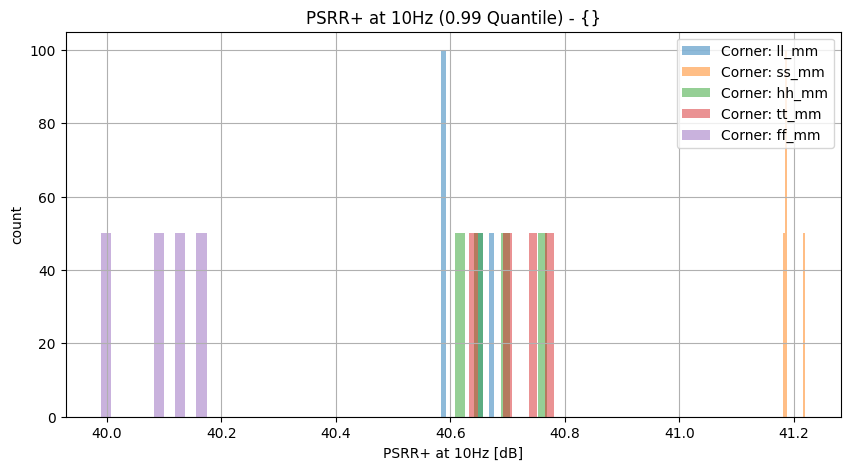 PSRR+ at 10Hz (0.99 Quantile) - {}
100
80
60
40
20
0
count
Corner: ll_mm
Corner: ss_mm
Corner: hh_mm
Corner: tt_mm
Corner: ff_mm
40.0
40.2
40.4
40.6
40.8
41.0
41.2
PSRR+ at 10Hz [dB]